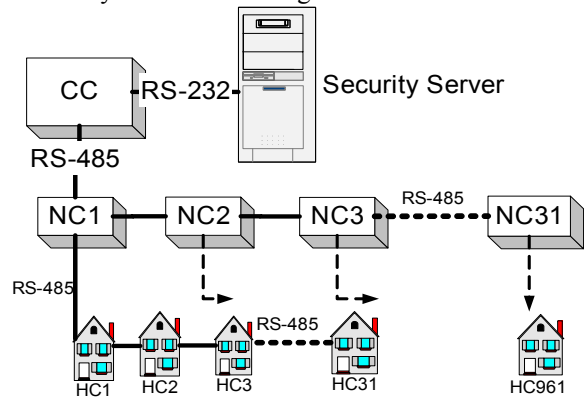 CC
RS-232
Security Server
RS-485
NC1
NC2
NC3
RS-485
NC31
RS-485
RS-485
HC1
HC2
HC3
HC31
HC961